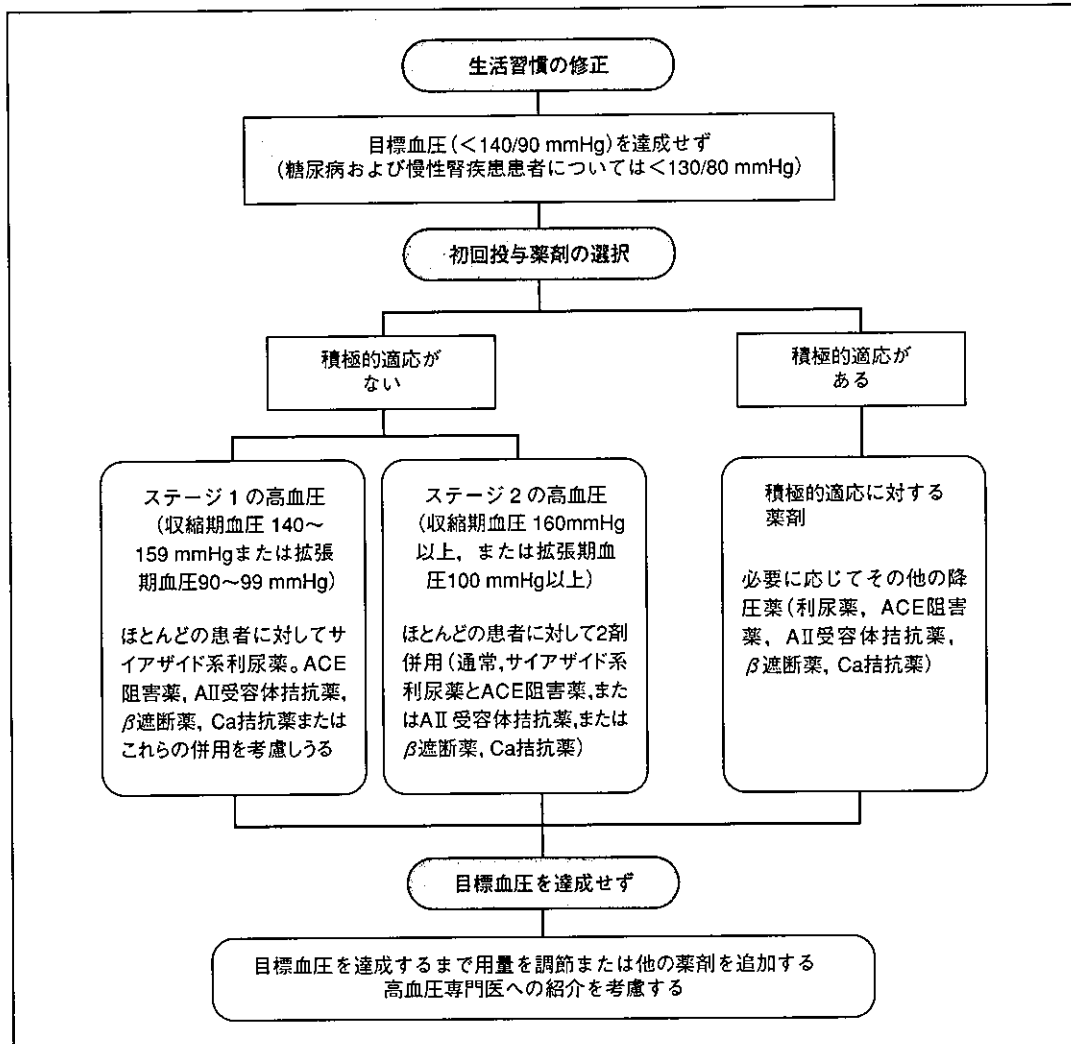 生活習慣の修正
目標血圧(<140/90 mmHg)を達成せず
(糖尿病および慢性腎疾患患者については<130/80 mmHg)
初回投与薬剤の選択
積極的適応が
ない
積極的適応が
ある
ステージ 1 の高血圧
(収縮期血圧 140〜
159 mmHgまたは拡張
期血圧90〜99 mmHg)
ほとんどの患者に対してサ
イアザイド系利尿薬。ACE
阻害薬, AII受容体拮抗薬,
β遮断薬, Ca拮抗薬または
これらの併用を考慮しうる
ステージ 2 の高血圧
(収縮期血圧 160mmHg
以上, または拡張期血
圧100 mmHg以上)
ほとんどの患者に対して2剤
併用(通常,サイアザイド系
利尿薬とACE阻害薬,また
はAII 受容体拮抗薬,または
β遮断薬, Ca拮抗薬)
積極的適応に対する
薬剤
必要に応じてその他の降
圧薬(利尿薬, ACE阻害
薬, AII受容体拮抗薬,
β遮断薬, Ca拮抗薬)
目標血圧を達成せず
目標血圧を達成するまで用量を調節または他の薬剤を追加する
高血圧専門医への紹介を考慮する